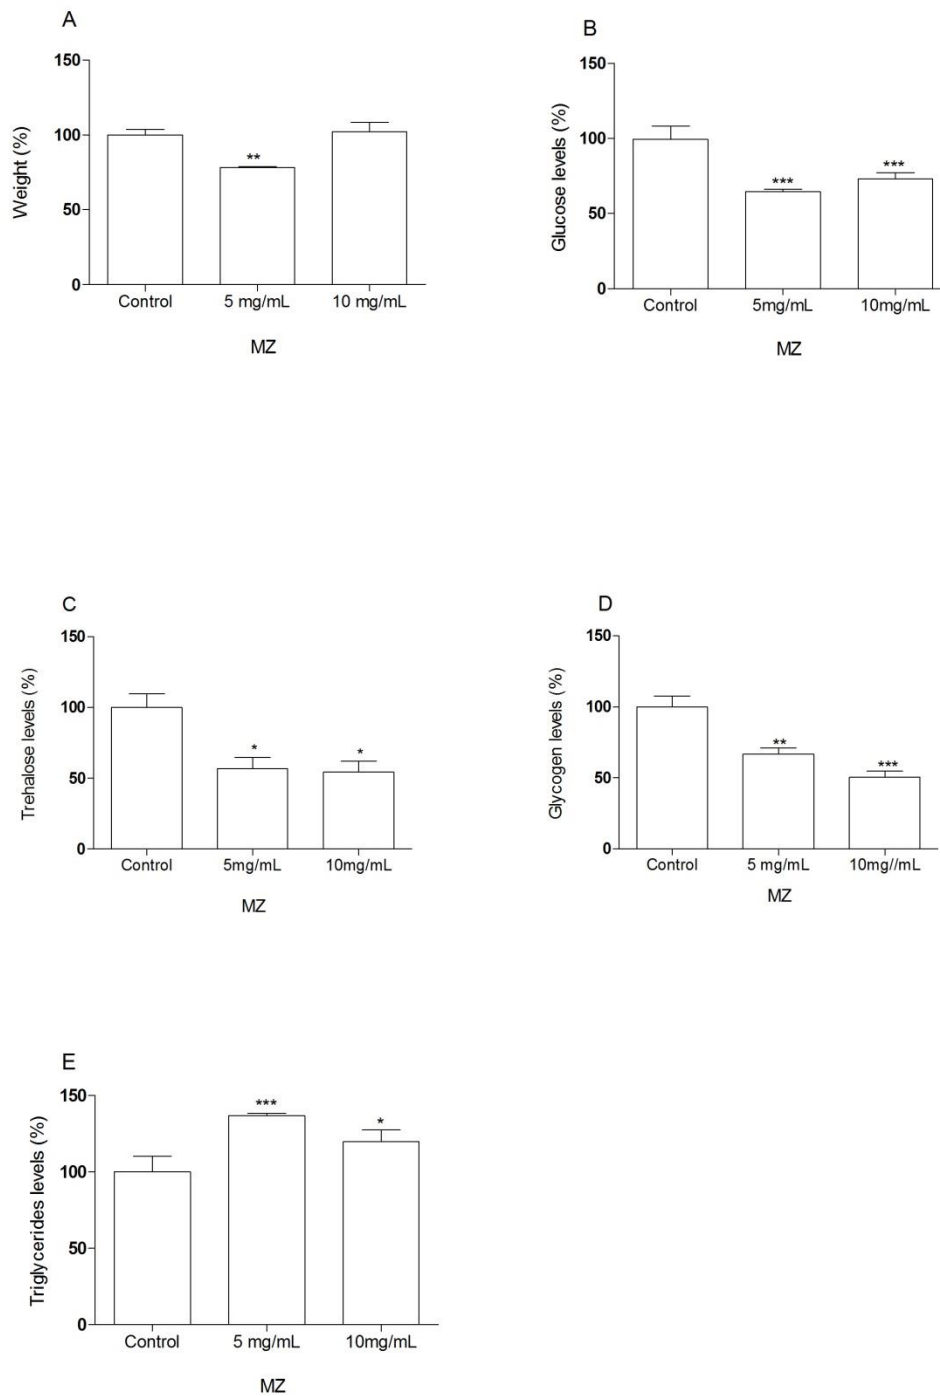 A
Weight (%)
150
100
50
0
**
Control 5 mg/mL 10 mg/mL
MZ
B
Glucose levels (%)
150
100
50
0
***
***
Control 5mg/mL 10mg/mL
MZ
C
Trehalose levels (%)
150
100
50
0
*
*
Control 5mg/mL 10mg/mL
MZ
D
Glycogen levels (%)
150
100
50
0
**
***
Control 5 mg/mL 10mg//mL
MZ
E
Triglycerides levels (%)
150
100
50
0
***
*
Control 5 mg/mL 10mg/mL
MZ